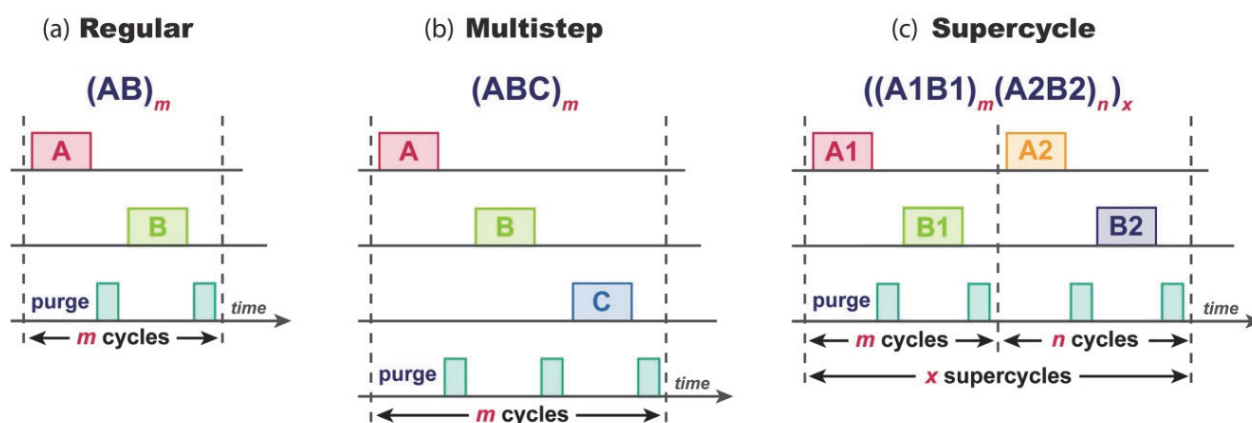 (a) Regular
(AB)m
A
B
purge
time
m cycles
(b) Multistep
(ABC)m
A
B
C
purge
time
m cycles
(c) Supercycle
((A1B1)m(A2B2)n)x
A1
A2
B1
B2
purge
time
m cycles
n cycles
x supercycles